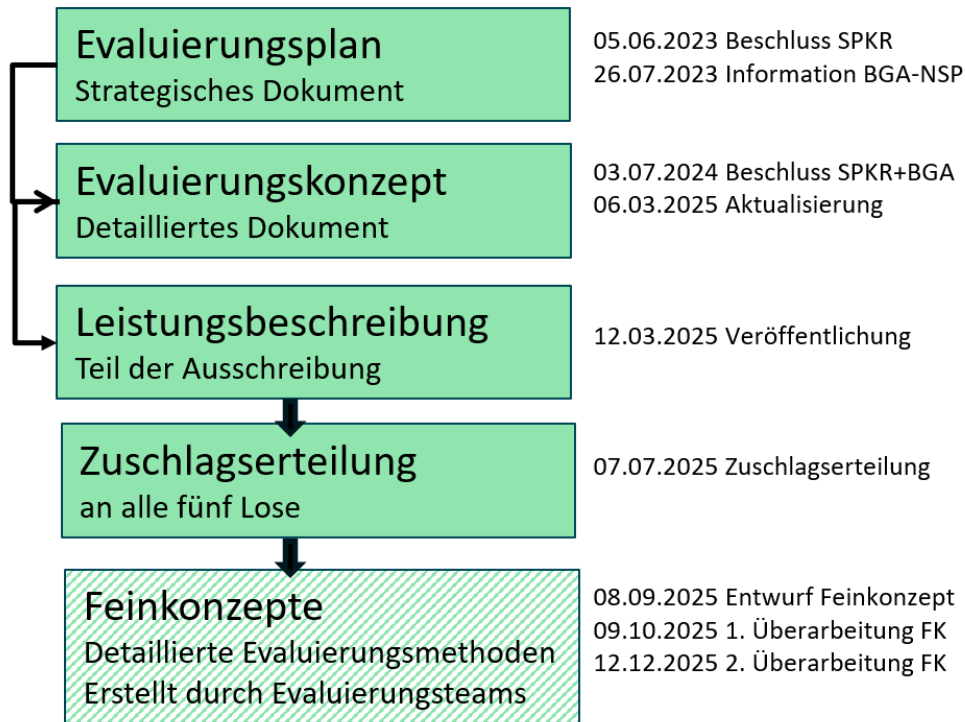 Evaluierungsplan
Strategisches Dokument
05.06.2023 Beschluss SPKR
26.07.2023 Information BGA-NSP
Evaluierungskonzept
Detailliertes Dokument
03.07.2024 Beschluss SPKR+BGA
06.03.2025 Aktualisierung
Leistungsbeschreibung
Teil der Ausschreibung
12.03.2025 Veröffentlichung
Zuschlagserteilung
an alle fünf Lose
07.07.2025 Zuschlagserteilung
Feinkonzepte
Detaillierte Evaluierungsmethoden
Erstellt durch Evaluierungsteams
08.09.2025 Entwurf Feinkonzept
09.10.2025 1. Überarbeitung FK
12.12.2025 2. Überarbeitung FK